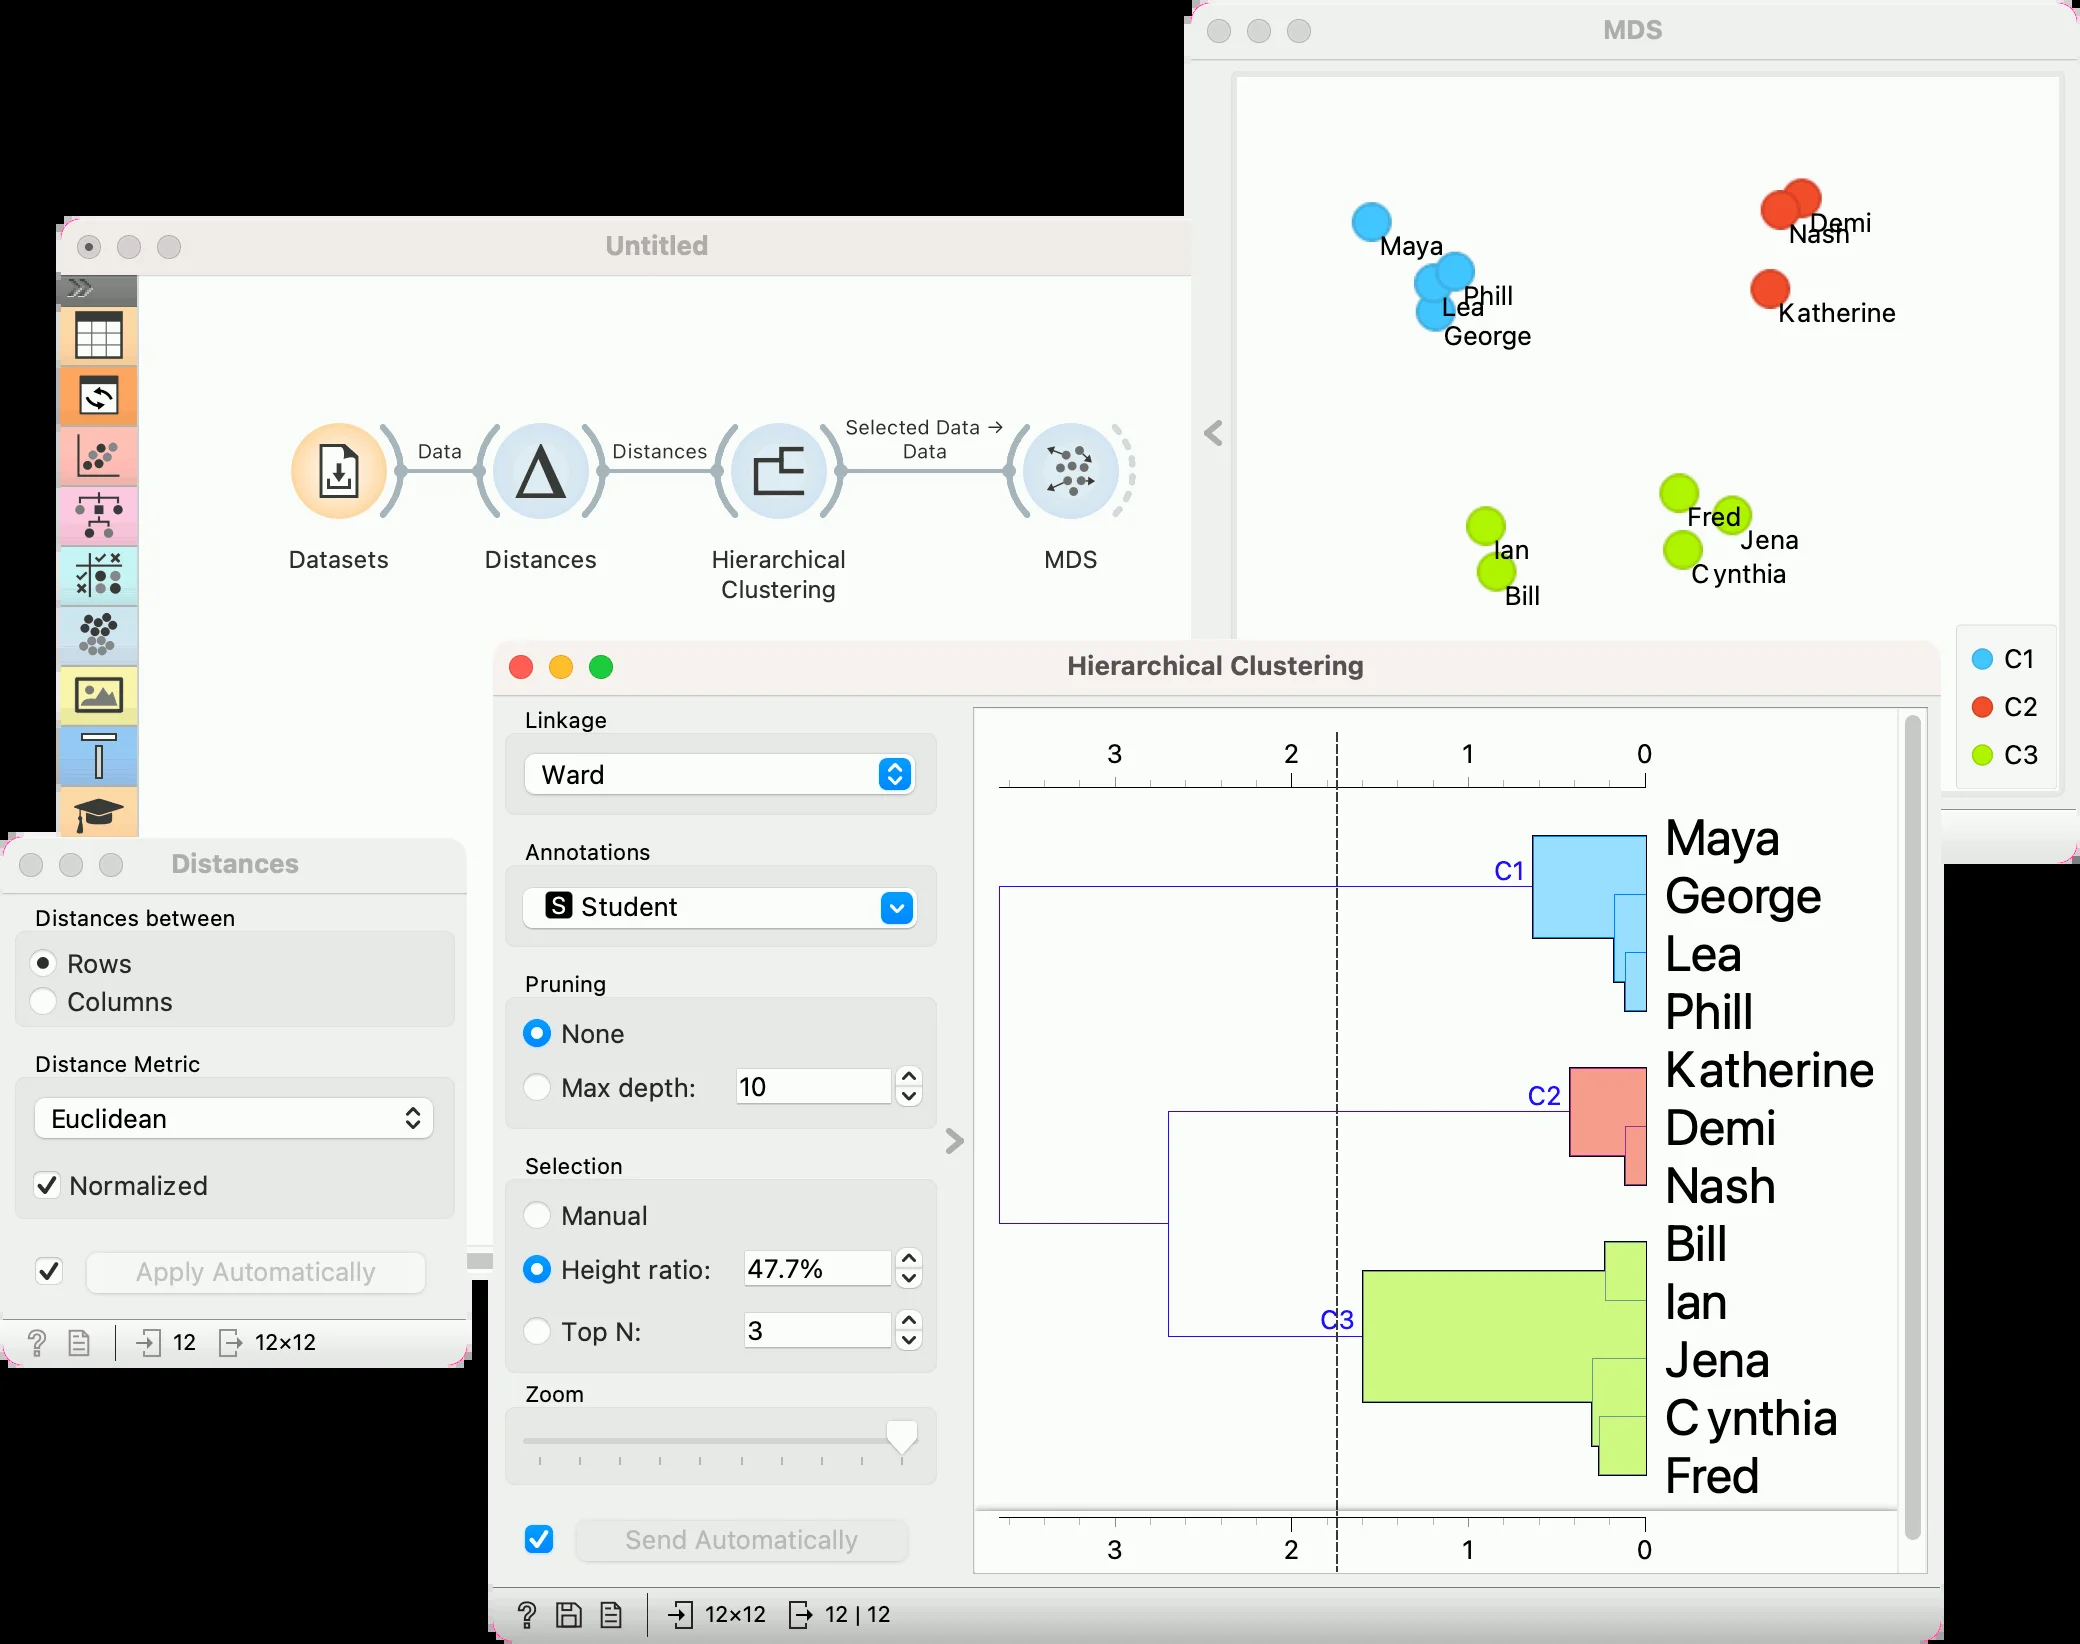 MDS
Maya
Phill
Lea
George
Demi
Nash
Katherine
Fred
Jena
Cynthia
Ian
Bill
C1
C2
C3
Untitled
Data
Distances
Selected Data →
Data
Datasets
Distances
Hierarchical
Clustering
MDS
Distances
Distances between
Rows
Columns
Distance Metric
Euclidean
Normalized
Apply Automatically
? 12 12×12
Hierarchical Clustering
Linkage
Ward
Annotations
S Student
Pruning
None
Max depth: 10
Selection
Manual
Height ratio: 47.7%
Top N: 3
Zoom
Send Automatically
? 12×12 12 | 12
3 2 1 0
C1
C2
C3
Maya
George
Lea
Phill
Katherine
Demi
Nash
Bill
Ian
Jena
Cynthia
Fred
3 2 1 0